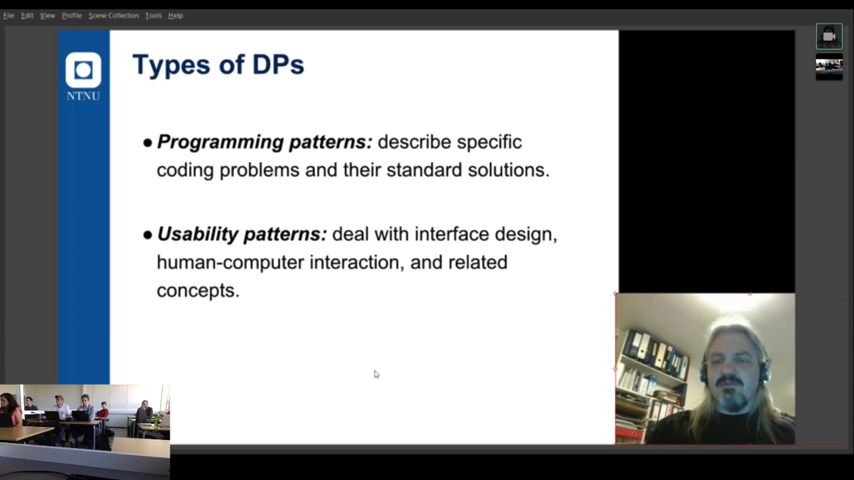 File Edit View Profile Scene Collection Tools Help
Types of DPs
NTNU
● Programming patterns: describe specific
coding problems and their standard solutions.
● Usability patterns: deal with interface design,
human-computer interaction, and related
concepts.